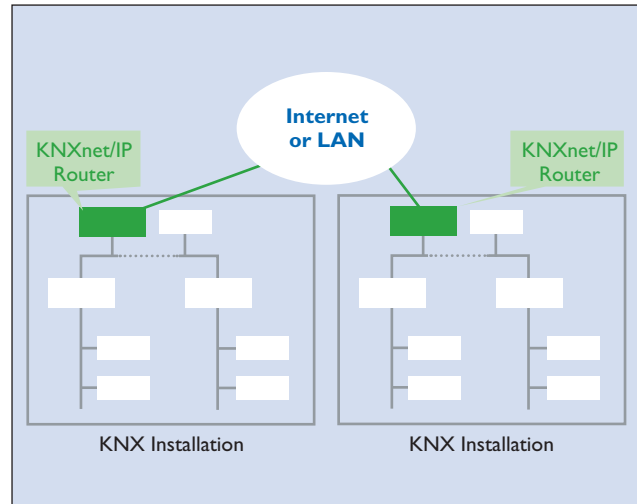 Internet
or LAN
KNXnet/IP
Router
KNXnet/IP
Router
KNX Installation
KNX Installation